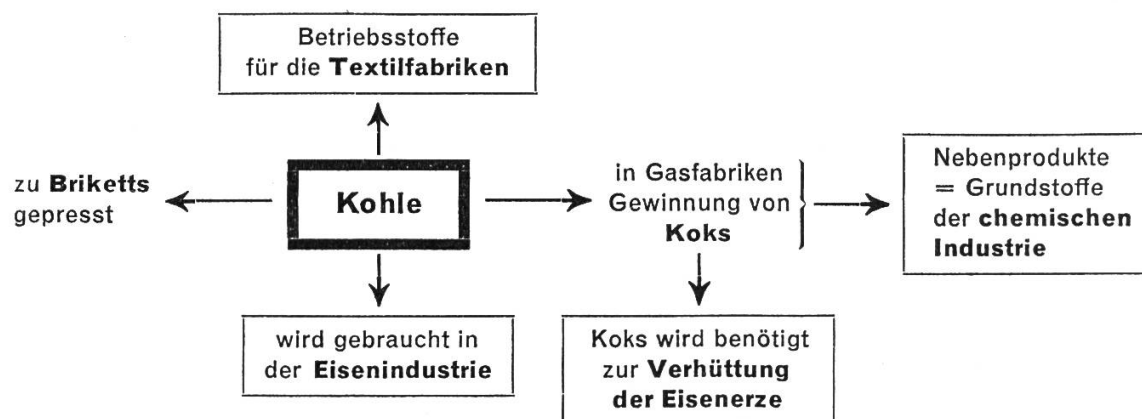 Betriebsstoffe
für die Textilfabriken
zu Briketts
gepresst
Kohle
in Gasfabriken
Gewinnung von
Koks
Nebenprodukte
= Grundstoffe
der chemischen
Industrie
wird gebraucht in
der Eisenindustrie
Koks wird benötigt
zur Verhüttung
der Eisenerze